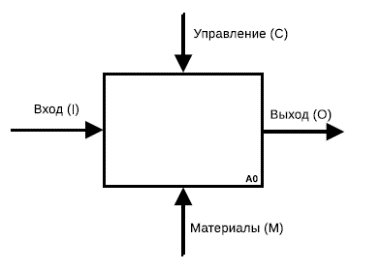 Управление (C)
Вход (I)
Выход (O)
A0
Материалы (M)